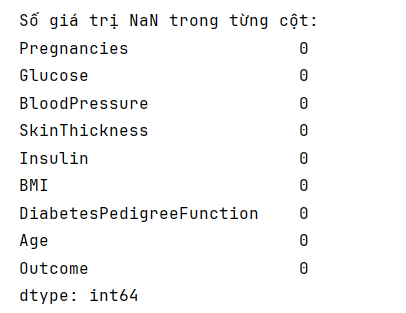 Số giá trị NaN trong từng cột:
Pregnancies 0
Glucose 0
BloodPressure 0
SkinThickness 0
Insulin 0
BMI 0
DiabetesPedigreeFunction 0
Age 0
Outcome 0
dtype: int64